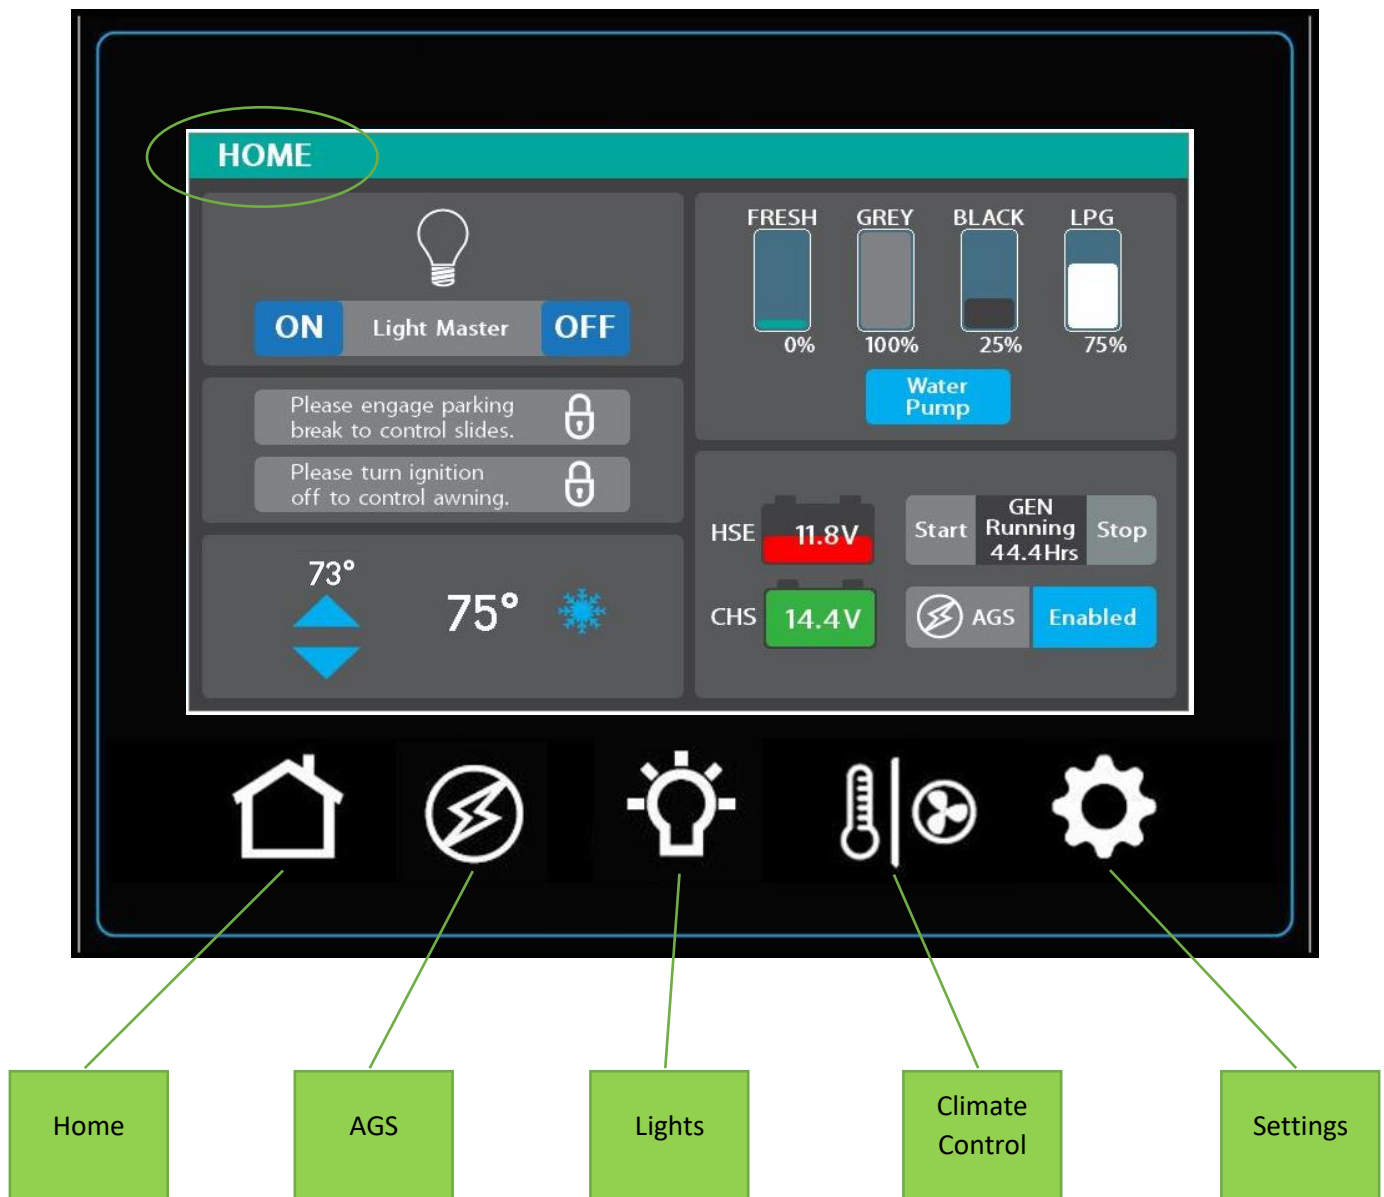 HOME
ON Light Master OFF
Please engage parking
break to control slides.
Please turn ignition
off to control awning.
73°
75°
FRESH GREY BLACK LPG
0% 100% 25% 75%
Water
Pump
HSE 11.8V
Start
GEN
Running
44.4Hrs
Stop
CHS 14.4V
AGS Enabled
Home
AGS
Lights
Climate
Control
Settings